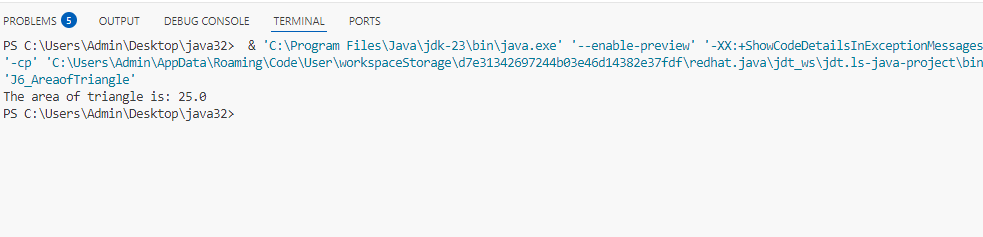 PROBLEMS 5 OUTPUT DEBUG CONSOLE TERMINAL PORTS
PS C:\Users\Admin\Desktop\java32>  & 'C:\Program Files\Java\jdk-23\bin\java.exe' '--enable-preview' '-XX:+ShowCodeDetailsInExceptionMessages
'-cp' 'C:\Users\Admin\AppData\Roaming\Code\User\workspaceStorage\d7e31342697244b03e46d14382e37fdf\redhat.java\jdt_ws\jdt.ls-java-project\bin
'J6_AreaofTriangle'
The area of triangle is: 25.0
PS C:\Users\Admin\Desktop\java32>